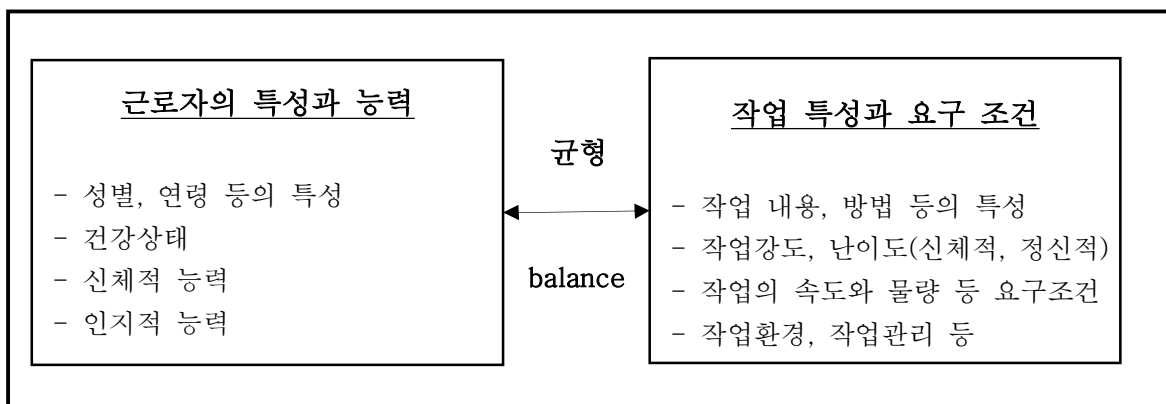 근로자의 특성과 능력
- 성별, 연령 등의 특성
- 건강상태
- 신체적 능력
- 인지적 능력
균형
balance
작업 특성과 요구 조건
- 작업 내용, 방법 등의 특성
- 작업강도, 난이도(신체적, 정신적)
- 작업의 속도와 물량 등 요구조건
- 작업환경, 작업관리 등